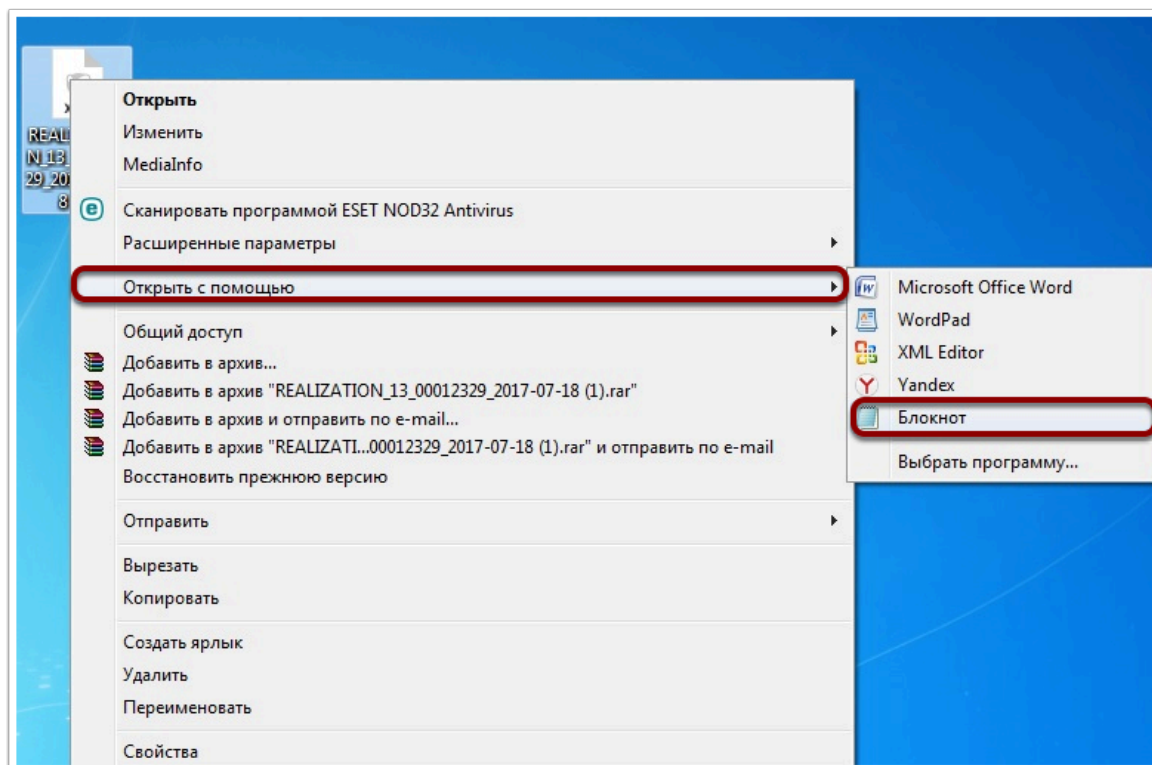 REALI
N_13_
29_20
8
Открыть
Изменить
MediaInfo
Сканировать программой ESET NOD32 Antivirus
Расширенные параметры
Открыть с помощью
Общий доступ
Добавить в архив...
Добавить в архив "REALIZATION_13_00012329_2017-07-18 (1).rar"
Добавить в архив и отправить по e-mail...
Добавить в архив "REALIZATI...00012329_2017-07-18 (1).rar" и отправить по e-mail
Восстановить прежнюю версию
Отправить
Вырезать
Копировать
Создать ярлык
Удалить
Переименовать
Свойства
Microsoft Office Word
WordPad
XML Editor
Yandex
Блокнот
Выбрать программу...